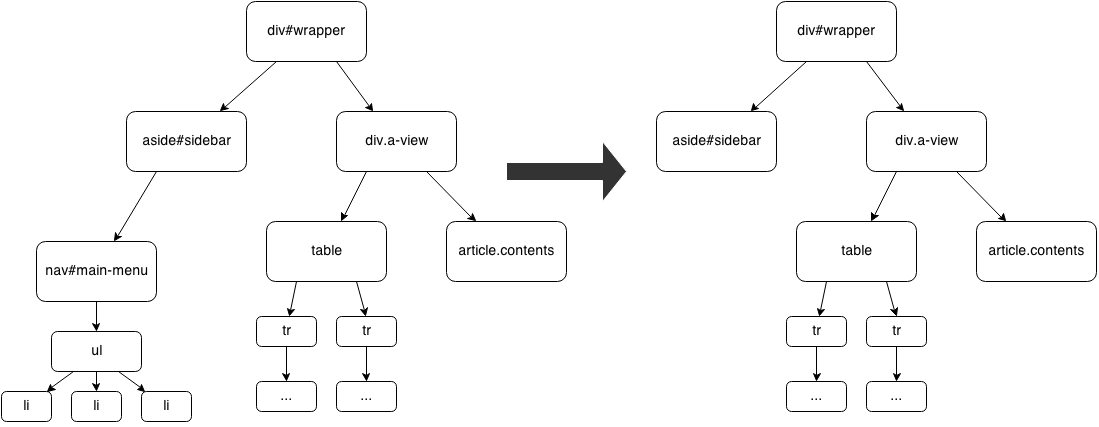 div#wrapper
aside#sidebar
div.a-view
nav#main-menu
table
article.contents
ul
tr
tr
li
li
li
...
...
div#wrapper
aside#sidebar
div.a-view
table
article.contents
tr
tr
...
...